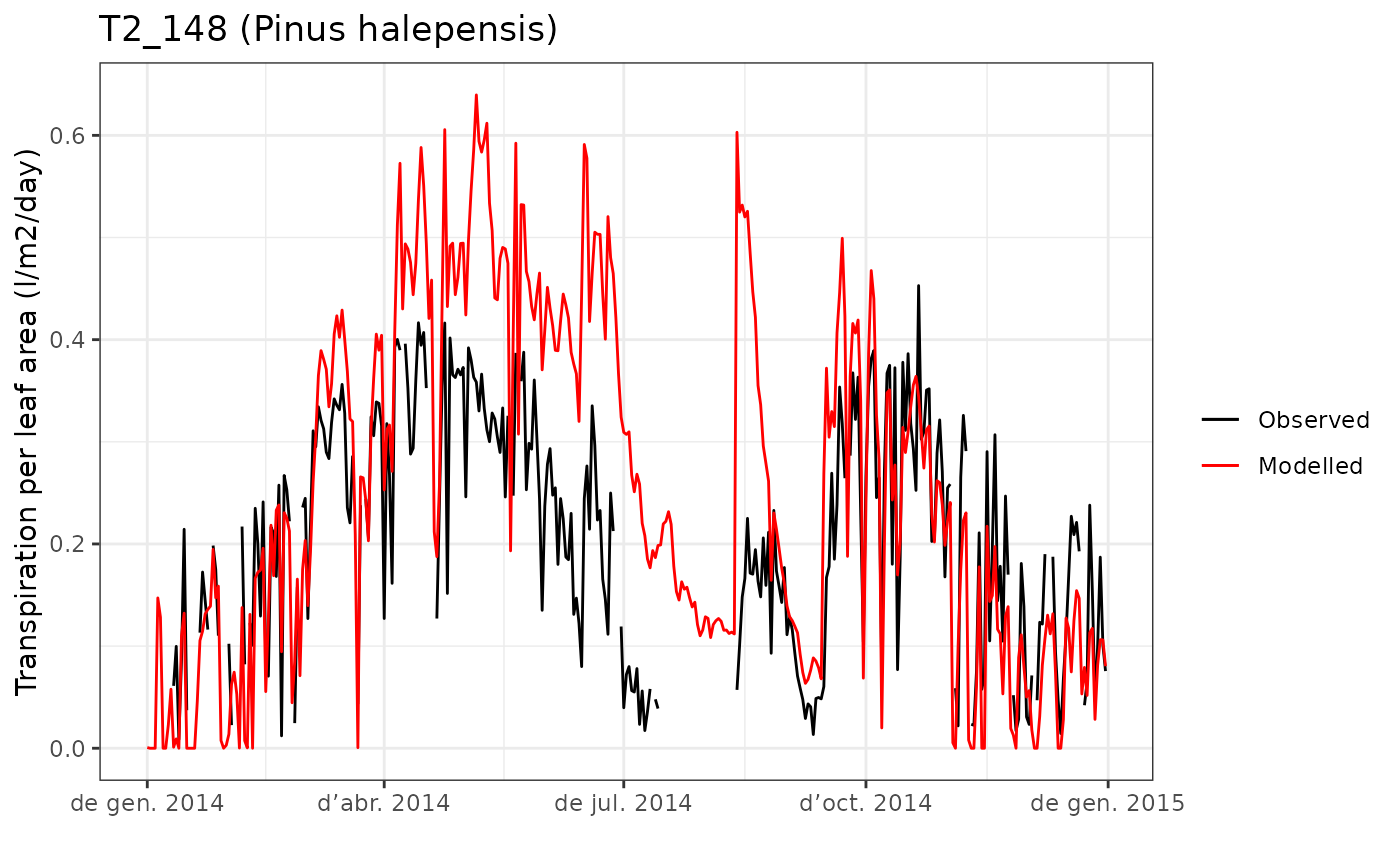 T2_148 (Pinus halepensis)
Transpiration per leaf area (l/m2/day)
0.6
0.4
0.2
0.0
de gen. 2014
d’abr. 2014
de jul. 2014
d’oct. 2014
de gen. 2015
Observed
Modelled